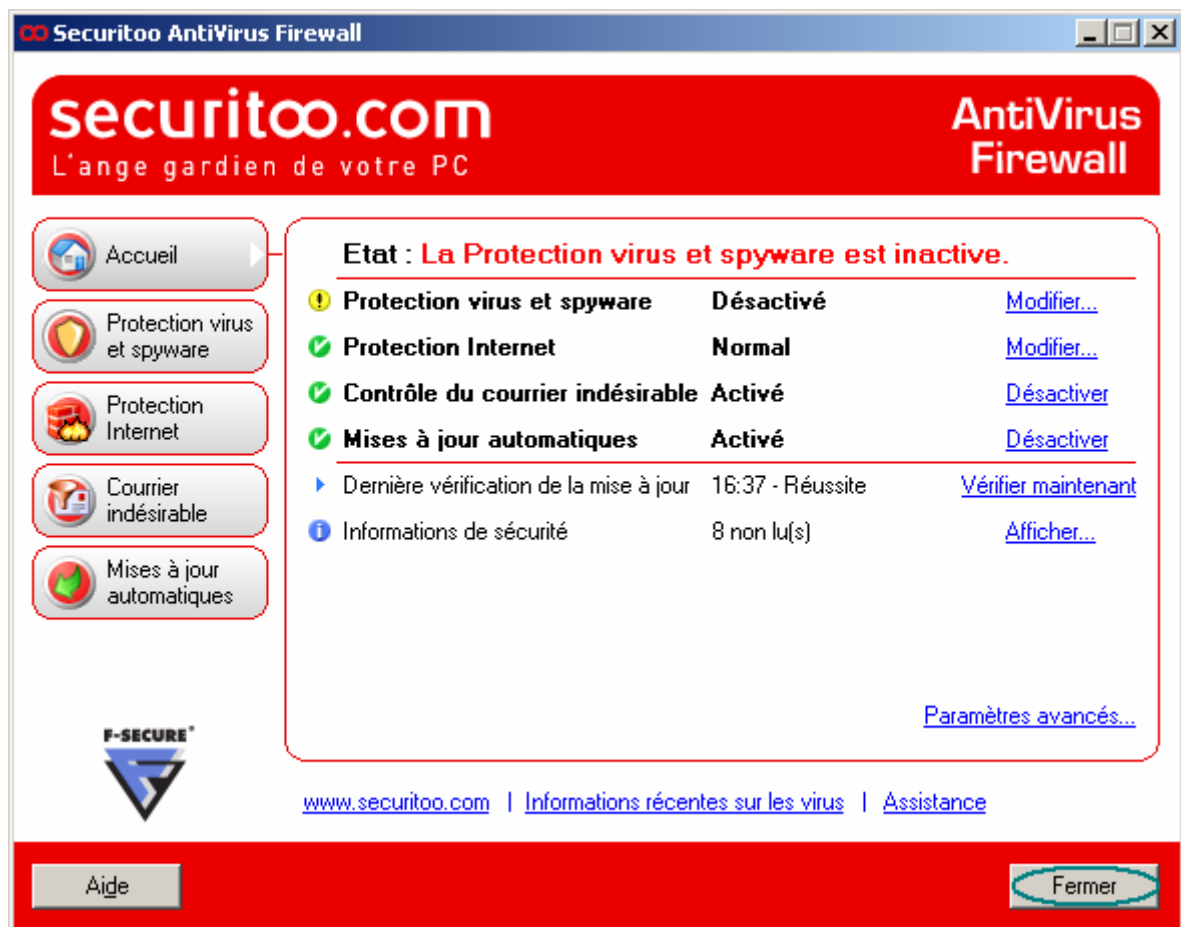 Securitoo AntiVirus Firewall
securitoo.com
L'ange gardien de votre PC
AntiVirus
Firewall
Accueil
Protection virus
et spyware
Protection
Internet
Courrier
indésirable
Mises à jour
automatiques
F-SECURE®
Etat : La Protection virus et spyware est inactive.
Protection virus et spyware Désactivé Modifier...
Protection Internet Normal Modifier...
Contrôle du courrier indésirable Activé Désactiver
Mises à jour automatiques Activé Désactiver
Dernière vérification de la mise à jour 16:37 - Réussite Vérifier maintenant
Informations de sécurité 8 non lu(s) Afficher...
Paramètres avancés...
www.securitoo.com | Informations récentes sur les virus | Assistance
Aide
Fermer